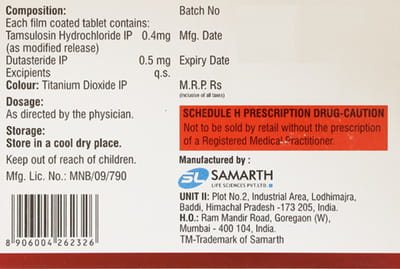 Composition:
Each film coated tablet contains:
Tamsulosin Hydrochloride IP 0.4mg
(as modified release)
Dutasteride IP 0.5 mg
Excipients q.s.
Colour: Titanium Dioxide IP
Dosage:
As directed by the physician.
Storage:
Store in a cool dry place.
Keep out of reach of children.
Mfg. Lic. No.: MNB/09/790
8 906004 262326
Batch No
Mfg. Date
Expiry Date
M.R.P. Rs
(Inclusive of all taxes)
SCHEDULE H PRESCRIPTION DRUG-CAUTION
Not to be sold by retail without the prescription
of a Registered Medical Practitioner.
Manufactured by :
SL SAMARTH
LIFE SCIENCES PVT.LTD.
UNIT II: Plot No.2, Industrial Area, Lodhimajra,
Baddi, Himachal Pradesh -173 205, India.
H.O.: Ram Mandir Road, Goregaon (W),
Mumbai - 400 104, India.
TM-Trademark of Samarth